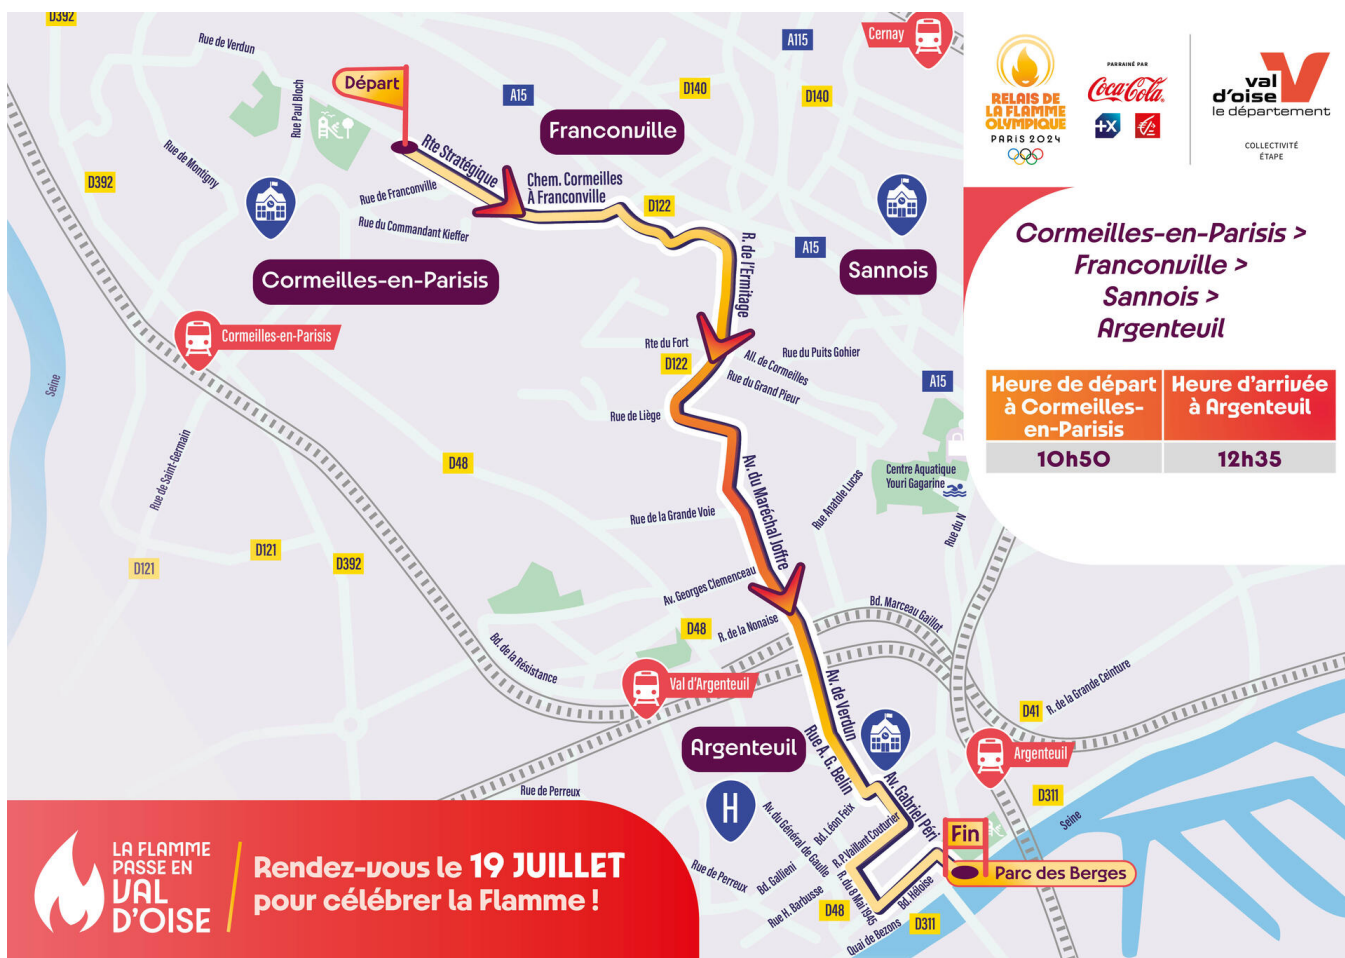 D392
Rue de Verdun
Départ
Rue Paul Bloch
A15
A115
Cernay
D140
D140
Franconville
Rte Stratégique
Rue de Montigny
D392
Rue de Franconville
Chem. Cormeilles
À Franconville
D122
Rue du Commandant Kieffer
R. de l'Ermitage
A15
Sannois
Cormeilles-en-Parisis
Cormeilles-en-Parisis
Seine
Rte du Fort
D122
All. de Cormeilles
Rue du Puits Gohier
Rue du Grand Pieur
A15
Rue de Liège
Rue de Saint-Germain
D48
Av. du Maréchal Joffre
Rue Anatole Lucas
Centre Aquatique
Youri Gagarine
Rue du N
Rue de la Grande Voie
D121
D121
D392
Av. Georges Clemenceau
Bd. Marceau Gaillot
D48
R. de la Nonaise
Bd. de la Résistance
Val d'Argenteuil
Av. de Verdun
R. de la Grande Ceinture
D41
Argenteuil
Argenteuil
Rue A. G. Belin
Av. Gabriel Péri
D311
Seine
Rue de Perreux
H
Av. du Général de Gaulle
Bd. Léon Feix
R. P. Vaillant Couturier
Fin
Parc des Berges
Rue de Perreux
Bd. Gallieni
Rue H. Barbusse
R. du 8 Mai 1945
Bd. Héloïse
D48
D311
Quai de Bezons
RELAIS DE
LA FLAMME
OLYMPIQUE
PARIS 2024
PARRAINÉ PAR
Coca-Cola
val
d'oise
le département
COLLECTIVITÉ
ÉTAPE
Cormeilles-en-Parisis >
Franconville >
Sannois >
Argenteuil
Heure de départ
à Cormeilles-
en-Parisis
Heure d'arrivée
à Argenteuil
10h50
12h35
LA FLAMME
PASSE EN
VAL
D'OISE
Rendez-vous le 19 JUILLET
pour célébrer la Flamme !